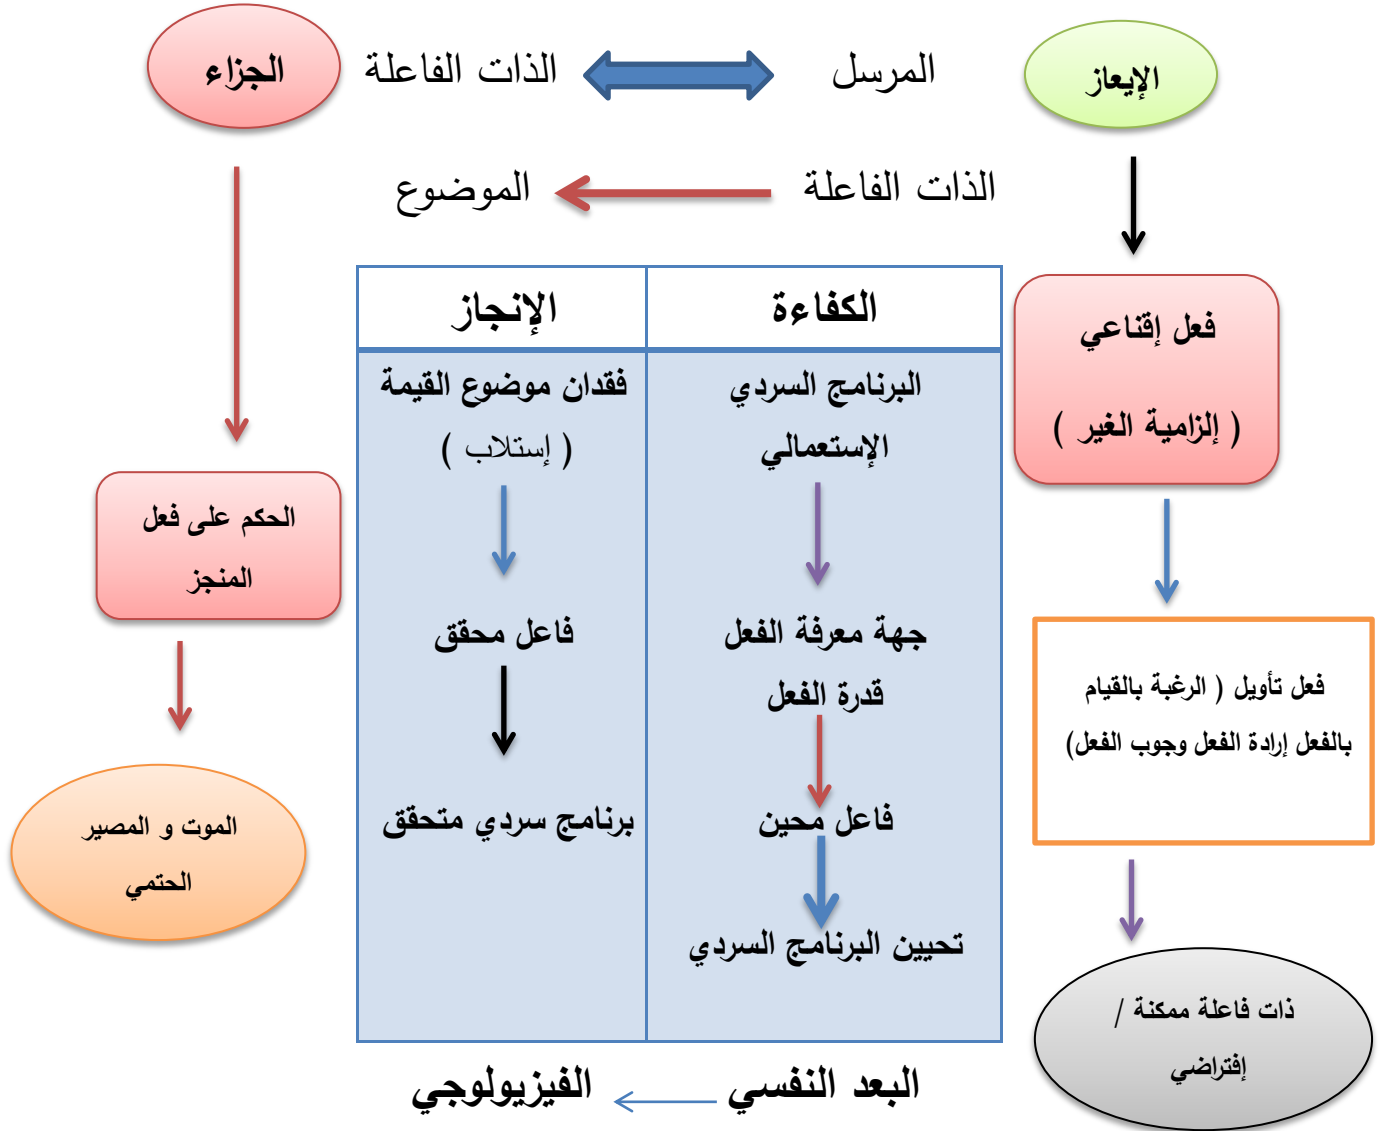 الإيعاز
المرسل
الذات الفاعلة
الجزاء
الذات الفاعلة
الموضوع
فعل إقناعي
( إلزامية الغير )
فعل تأويل ( الرغبة بالقيام
بالفعل إرادة الفعل وجوب الفعل)
ذات فاعلة ممكنة /
إفتراضي
الكفاءة
البرنامج السردي
الإستعمالي
جهة معرفة الفعل
قدرة الفعل
فاعل محين
تحيين البرنامج السردي
الإنجاز
فقدان موضوع القيمة
( إستلاب )
فاعل محقق
برنامج سردي متحقق
الحكم على فعل
المنجز
الموت و المصير
الحتمي
البعد النفسي
الفيزيولوجي